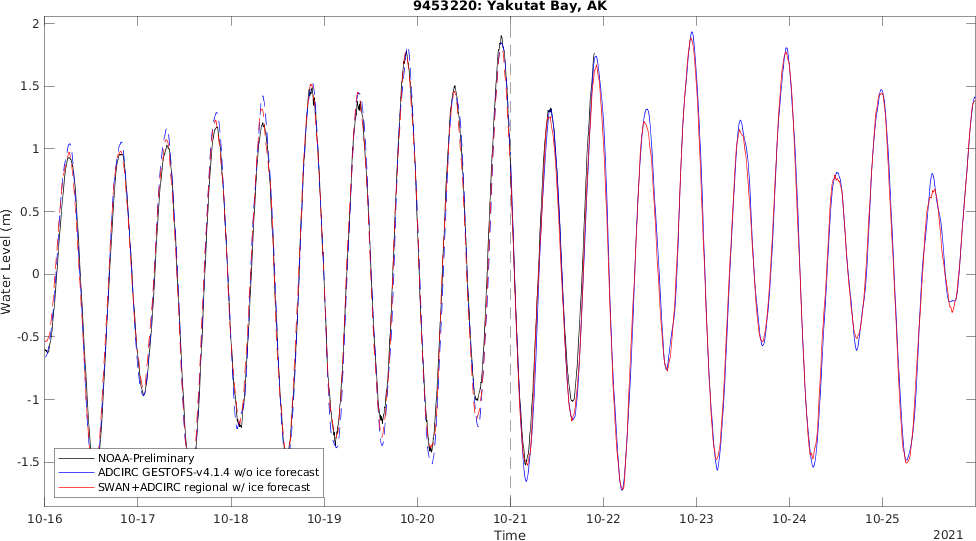 9453220: Yakutat Bay, AK
2
1.5
1
0.5
0
-0.5
-1
-1.5
Water Level (m)
NOAA-Preliminary
ADCIRC GESTOFS-v4.1.4 w/o ice forecast
SWAN+ADCIRC regional w/ ice forecast
10-16 10-17 10-18 10-19 10-20 10-21 10-22 10-23 10-24 10-25
Time
2021